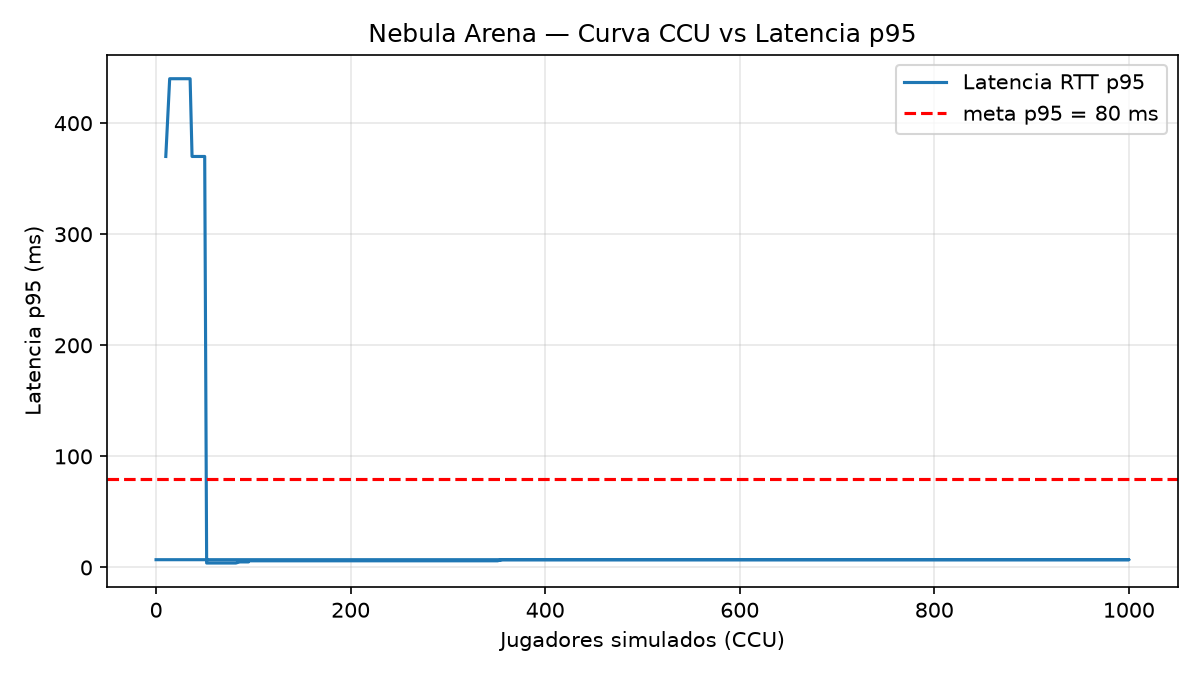 Nebula Arena — Curva CCU vs Latencia p95
Latencia RTT p95
meta p95 = 80 ms
Latencia p95 (ms)
400
300
200
100
0
0 200 400 600 800 1000
Jugadores simulados (CCU)